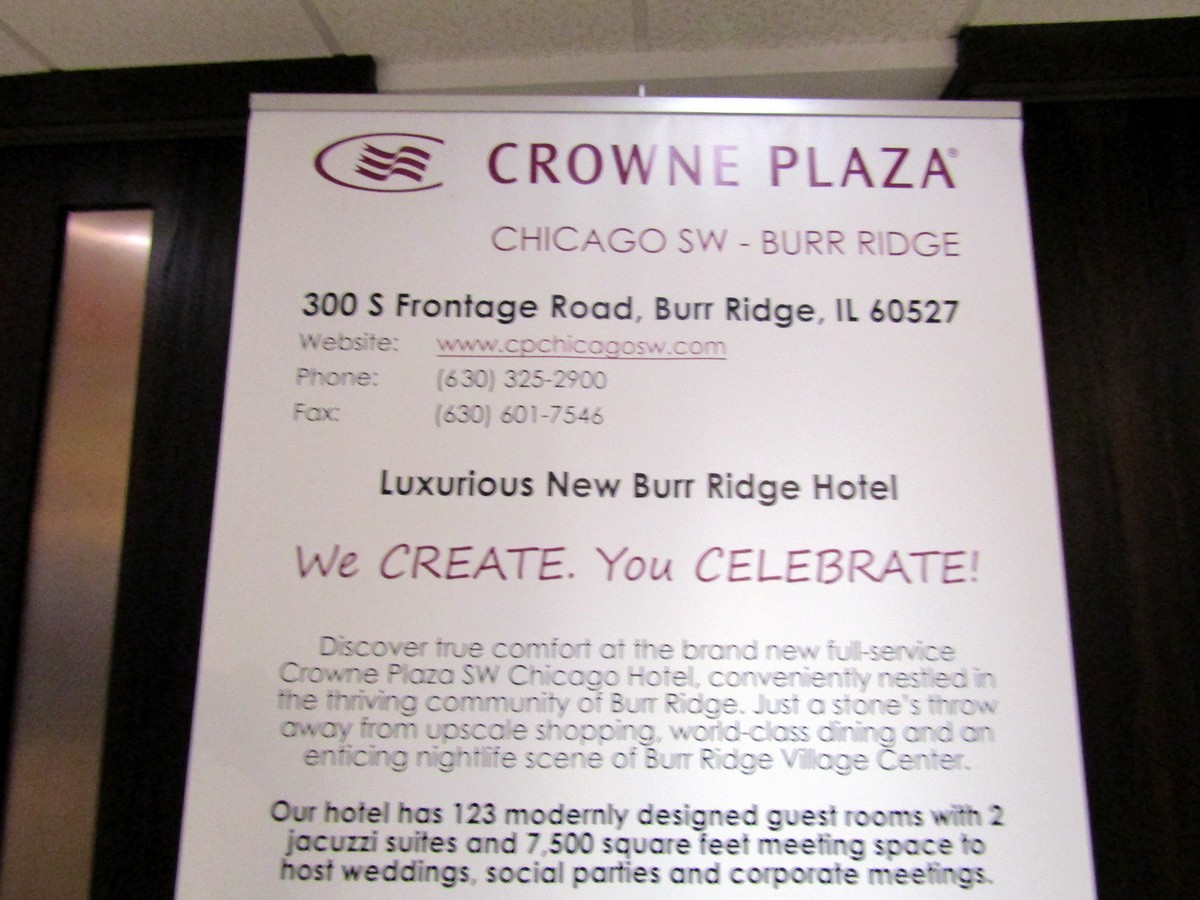 CROWNE PLAZA®
CHICAGO SW - BURR RIDGE
300 S Frontage Road, Burr Ridge, IL 60527
Website: www.cpchicagosw.com
Phone: (630) 325-2900
Fax: (630) 601-7546
Luxurious New Burr Ridge Hotel
We CREATE. You CELEBRATE!
Discover true comfort at the brand new full-service
Crowne Plaza SW Chicago Hotel, conveniently nestled in
the thriving community of Burr Ridge. Just a stone's throw
away from upscale shopping, world-class dining and an
enticing nightlife scene of Burr Ridge Village Center.
Our hotel has 123 modernly designed guest rooms with 2
jacuzzi suites and 7,500 square feet meeting space to
host weddings, social parties and corporate meetings.